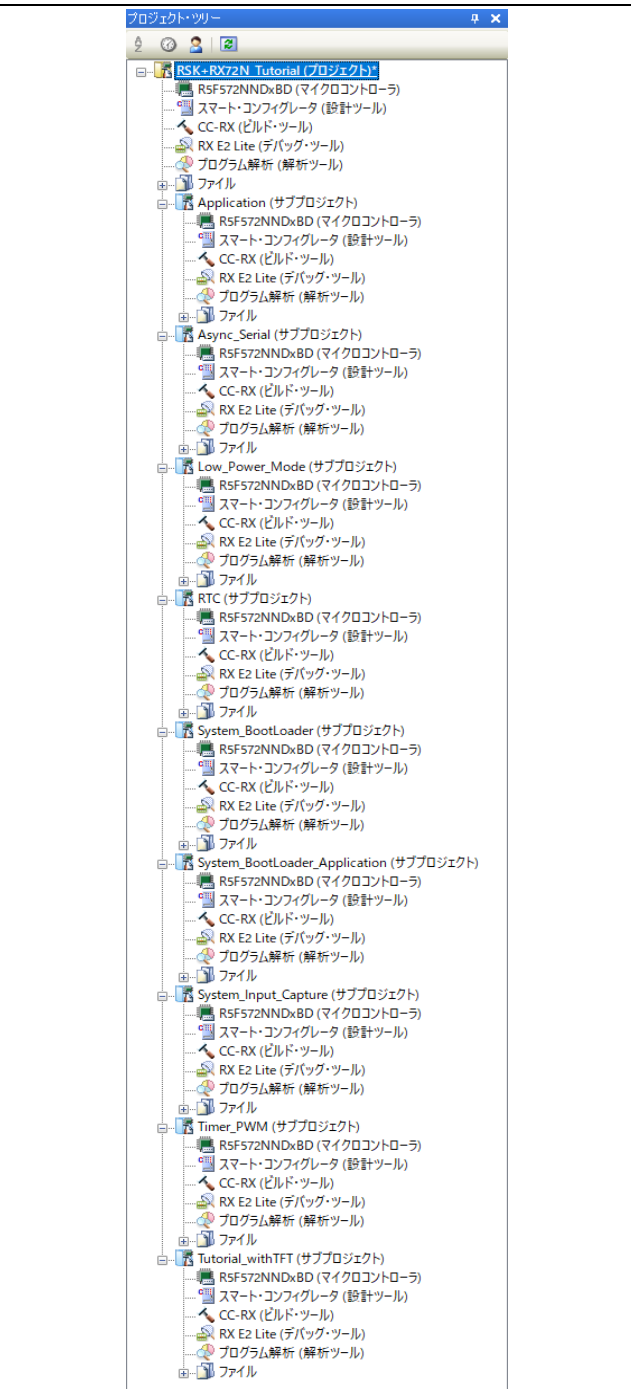 プロジェクト・ツリー
RSK+RX72N_Tutorial (プロジェクト)*
R5F572NNDxBD (マイクロコントローラ)
スマート・コンフィグレータ (設計ツール)
CC-RX (ビルド・ツール)
RX E2 Lite (デバッグ・ツール)
プログラム解析 (解析ツール)
ファイル
Application (サブプロジェクト)
R5F572NNDxBD (マイクロコントローラ)
スマート・コンフィグレータ (設計ツール)
CC-RX (ビルド・ツール)
RX E2 Lite (デバッグ・ツール)
プログラム解析 (解析ツール)
ファイル
Async_Serial (サブプロジェクト)
R5F572NNDxBD (マイクロコントローラ)
スマート・コンフィグレータ (設計ツール)
CC-RX (ビルド・ツール)
RX E2 Lite (デバッグ・ツール)
プログラム解析 (解析ツール)
ファイル
Low_Power_Mode (サブプロジェクト)
R5F572NNDxBD (マイクロコントローラ)
スマート・コンフィグレータ (設計ツール)
CC-RX (ビルド・ツール)
RX E2 Lite (デバッグ・ツール)
プログラム解析 (解析ツール)
ファイル
RTC (サブプロジェクト)
R5F572NNDxBD (マイクロコントローラ)
スマート・コンフィグレータ (設計ツール)
CC-RX (ビルド・ツール)
RX E2 Lite (デバッグ・ツール)
プログラム解析 (解析ツール)
ファイル
System_BootLoader (サブプロジェクト)
R5F572NNDxBD (マイクロコントローラ)
スマート・コンフィグレータ (設計ツール)
CC-RX (ビルド・ツール)
RX E2 Lite (デバッグ・ツール)
プログラム解析 (解析ツール)
ファイル
System_BootLoader_Application (サブプロジェクト)
R5F572NNDxBD (マイクロコントローラ)
スマート・コンフィグレータ (設計ツール)
CC-RX (ビルド・ツール)
RX E2 Lite (デバッグ・ツール)
プログラム解析 (解析ツール)
ファイル
System_Input_Capture (サブプロジェクト)
R5F572NNDxBD (マイクロコントローラ)
スマート・コンフィグレータ (設計ツール)
CC-RX (ビルド・ツール)
RX E2 Lite (デバッグ・ツール)
プログラム解析 (解析ツール)
ファイル
Timer_PWM (サブプロジェクト)
R5F572NNDxBD (マイクロコントローラ)
スマート・コンフィグレータ (設計ツール)
CC-RX (ビルド・ツール)
RX E2 Lite (デバッグ・ツール)
プログラム解析 (解析ツール)
ファイル
Tutorial_withTFT (サブプロジェクト)
R5F572NNDxBD (マイクロコントローラ)
スマート・コンフィグレータ (設計ツール)
CC-RX (ビルド・ツール)
RX E2 Lite (デバッグ・ツール)
プログラム解析 (解析ツール)
ファイル